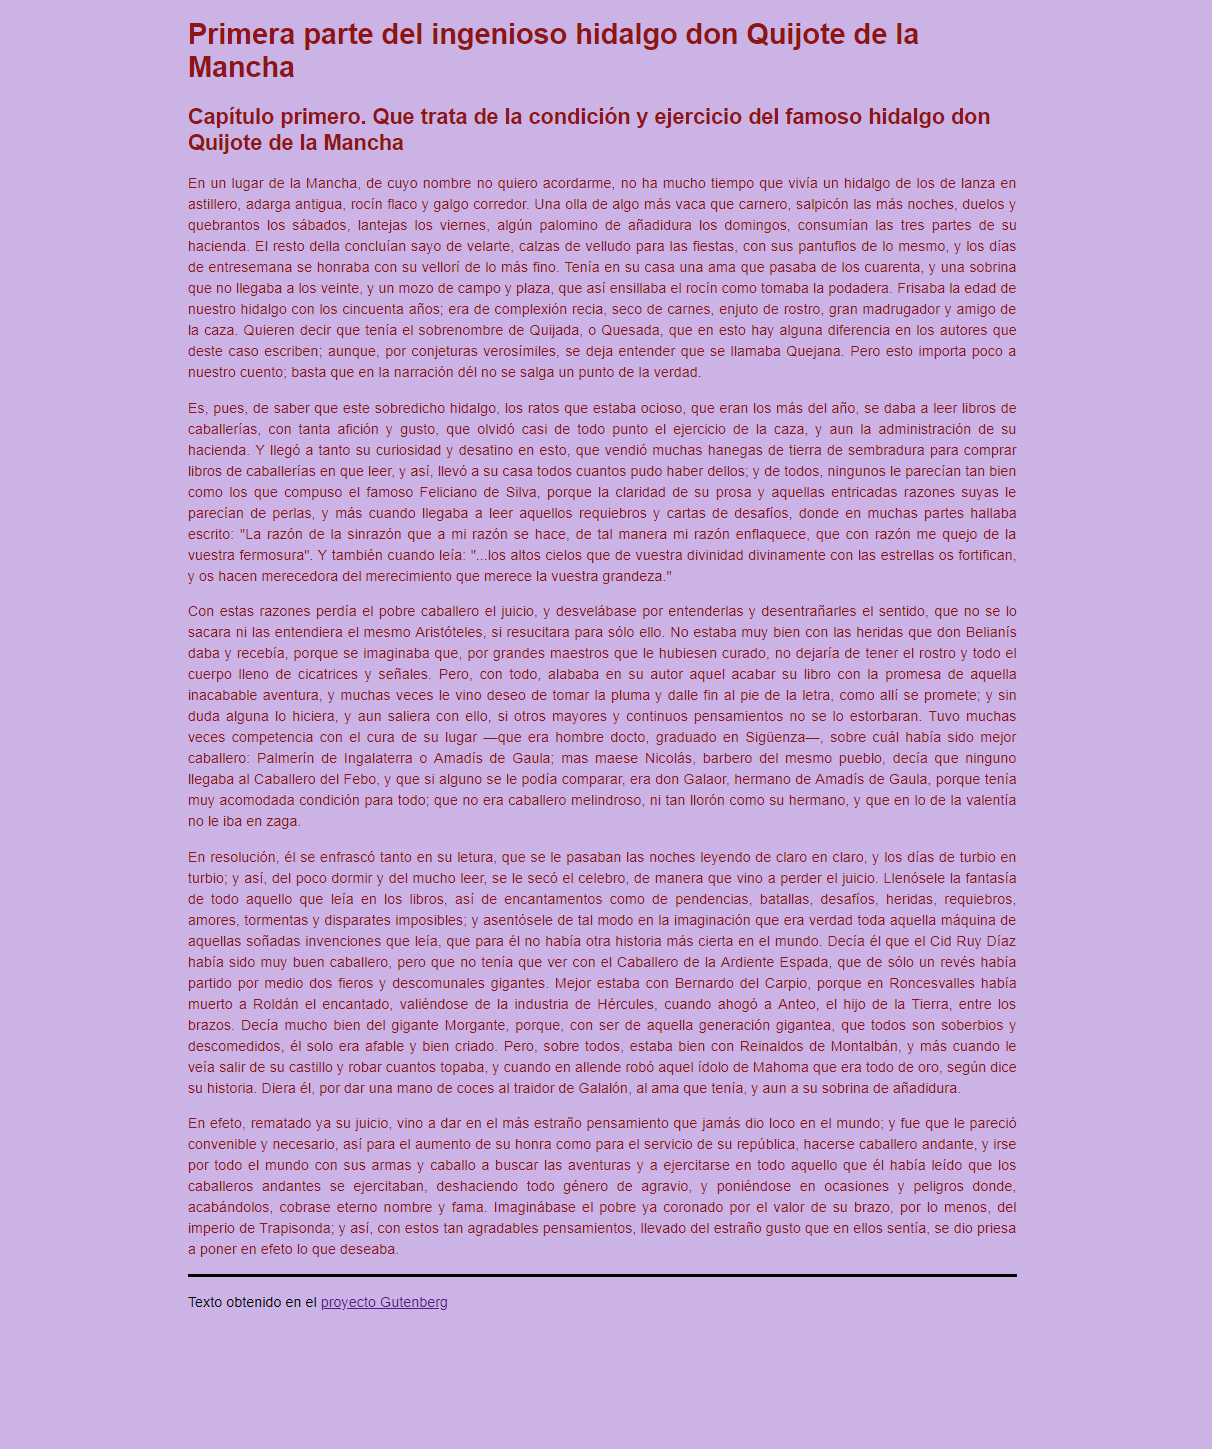 Primera parte del ingenioso hidalgo don Quijote de la
Mancha
Capítulo primero. Que trata de la condición y ejercicio del famoso hidalgo don
Quijote de la Mancha
En un lugar de la Mancha, de cuyo nombre no quiero acordarme, no ha mucho tiempo que vivía un hidalgo de los de lanza en
astillero, adarga antigua, rocín flaco y galgo corredor. Una olla de algo más vaca que carnero, salpicón las más noches, duelos y
quebrantos los sábados, lantejas los viernes, algún palomino de añadidura los domingos, consumían las tres partes de su
hacienda. El resto della concluían sayo de velarte, calzas de velludo para las fiestas, con sus pantuflos de lo mesmo, y los días
de entresemana se honraba con su vellorí de lo más fino. Tenía en su casa una ama que pasaba de los cuarenta, y una sobrina
que no llegaba a los veinte, y un mozo de campo y plaza, que así ensillaba el rocín como tomaba la podadera. Frisaba la edad de
nuestro hidalgo con los cincuenta años; era de complexión recia, seco de carnes, enjuto de rostro, gran madrugador y amigo de
la caza. Quieren decir que tenía el sobrenombre de Quijada, o Quesada, que en esto hay alguna diferencia en los autores que
deste caso escriben; aunque, por conjeturas verosímiles, se deja entender que se llamaba Quejana. Pero esto importa poco a
nuestro cuento; basta que en la narración dél no se salga un punto de la verdad.
Es, pues, de saber que este sobredicho hidalgo, los ratos que estaba ocioso, que eran los más del año, se daba a leer libros de
caballerías, con tanta afición y gusto, que olvidó casi de todo punto el ejercicio de la caza, y aun la administración de su
hacienda. Y llegó a tanto su curiosidad y desatino en esto, que vendió muchas hanegas de tierra de sembradura para comprar
libros de caballerías en que leer, y así, llevó a su casa todos cuantos pudo haber dellos; y de todos, ningunos le parecían tan bien
como los que compuso el famoso Feliciano de Silva, porque la claridad de su prosa y aquellas entricadas razones suyas le
parecían de perlas, y más cuando llegaba a leer aquellos requiebros y cartas de desafíos, donde en muchas partes hallaba
escrito: "La razón de la sinrazón que a mi razón se hace, de tal manera mi razón enflaquece, que con razón me quejo de la
vuestra fermosura". Y también cuando leía: "...los altos cielos que de vuestra divinidad divinamente con las estrellas os fortifican,
y os hacen merecedora del merecimiento que merece la vuestra grandeza."
Con estas razones perdía el pobre caballero el juicio, y desvelábase por entenderlas y desentrañarles el sentido, que no se lo
sacara ni las entendiera el mesmo Aristóteles, si resucitara para sólo ello. No estaba muy bien con las heridas que don Belianís
daba y recebía, porque se imaginaba que, por grandes maestros que le hubiesen curado, no dejaría de tener el rostro y todo el
cuerpo lleno de cicatrices y señales. Pero, con todo, alababa en su autor aquel acabar su libro con la promesa de aquella
inacabable aventura, y muchas veces le vino deseo de tomar la pluma y dalle fin al pie de la letra, como allí se promete; y sin
duda alguna lo hiciera, y aun saliera con ello, si otros mayores y continuos pensamientos no se lo estorbaran. Tuvo muchas
veces competencia con el cura de su lugar —que era hombre docto, graduado en Sigüenza—, sobre cuál había sido mejor
caballero: Palmerín de Ingalaterra o Amadís de Gaula; mas maese Nicolás, barbero del mesmo pueblo, decía que ninguno
llegaba al Caballero del Febo, y que si alguno se le podía comparar, era don Galaor, hermano de Amadís de Gaula, porque tenía
muy acomodada condición para todo; que no era caballero melindroso, ni tan llorón como su hermano, y que en lo de la valentía
no le iba en zaga.
En resolución, él se enfrascó tanto en su letura, que se le pasaban las noches leyendo de claro en claro, y los días de turbio en
turbio; y así, del poco dormir y del mucho leer, se le secó el celebro, de manera que vino a perder el juicio. Llenósele la fantasía
de todo aquello que leía en los libros, así de encantamentos como de pendencias, batallas, desafíos, heridas, requiebros,
amores, tormentas y disparates imposibles; y asentósele de tal modo en la imaginación que era verdad toda aquella máquina de
aquellas soñadas invenciones que leía, que para él no había otra historia más cierta en el mundo. Decía él que el Cid Ruy Díaz
había sido muy buen caballero, pero que no tenía que ver con el Caballero de la Ardiente Espada, que de sólo un revés había
partido por medio dos fieros y descomunales gigantes. Mejor estaba con Bernardo del Carpio, porque en Roncesvalles había
muerto a Roldán el encantado, valiéndose de la industria de Hércules, cuando ahogó a Anteo, el hijo de la Tierra, entre los
brazos. Decía mucho bien del gigante Morgante, porque, con ser de aquella generación gigantea, que todos son soberbios y
descomedidos, él solo era afable y bien criado. Pero, sobre todos, estaba bien con Reinaldos de Montalbán, y más cuando le
veía salir de su castillo y robar cuantos topaba, y cuando en allende robó aquel ídolo de Mahoma que era todo de oro, según dice
su historia. Diera él, por dar una mano de coces al traidor de Galalón, al ama que tenía, y aun a su sobrina de añadidura.
En efeto, rematado ya su juicio, vino a dar en el más estraño pensamiento que jamás dio loco en el mundo; y fue que le pareció
convenible y necesario, así para el aumento de su honra como para el servicio de su república, hacerse caballero andante, y irse
por todo el mundo con sus armas y caballo a buscar las aventuras y a ejercitarse en todo aquello que él había leído que los
caballeros andantes se ejercitaban, deshaciendo todo género de agravio, y poniéndose en ocasiones y peligros donde,
acabándolos, cobrase eterno nombre y fama. Imaginábase el pobre ya coronado por el valor de su brazo, por lo menos, del
imperio de Trapisonda; y así, con estos tan agradables pensamientos, llevado del estraño gusto que en ellos sentía, se dio priesa
a poner en efeto lo que deseaba.
Texto obtenido en el proyecto Gutenberg